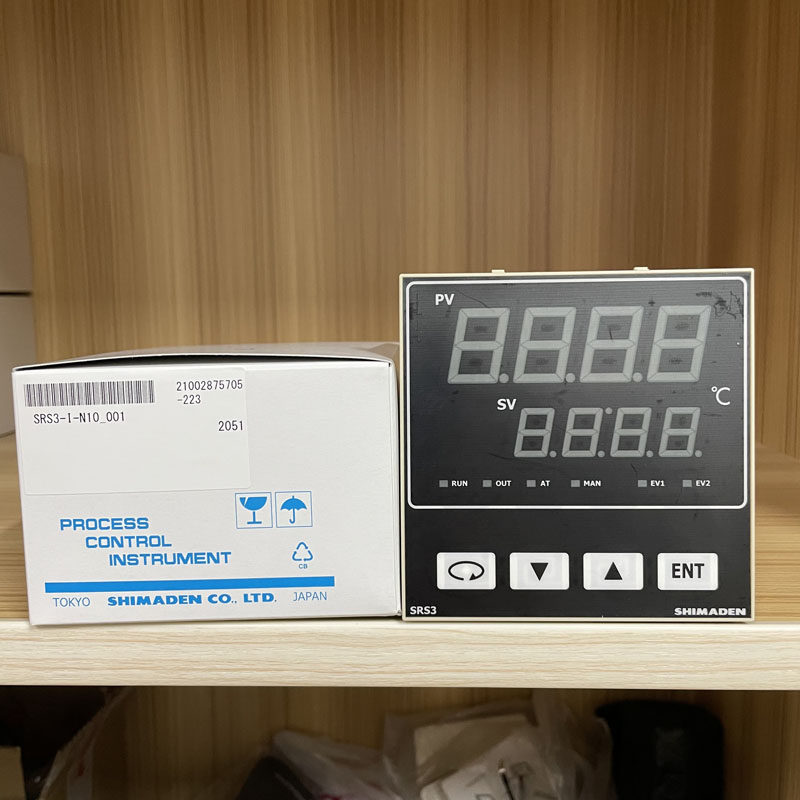 21002875705
-223
SRS3-I-N10_001
2051
PROCESS
CONTROL
INSTRUMENT
CB
TOKYO SHIMADEN CO., LTD. JAPAN
PV
℃
SV
RUN OUT AT MAN EV1 EV2
ENT
SRS3 SHIMADEN